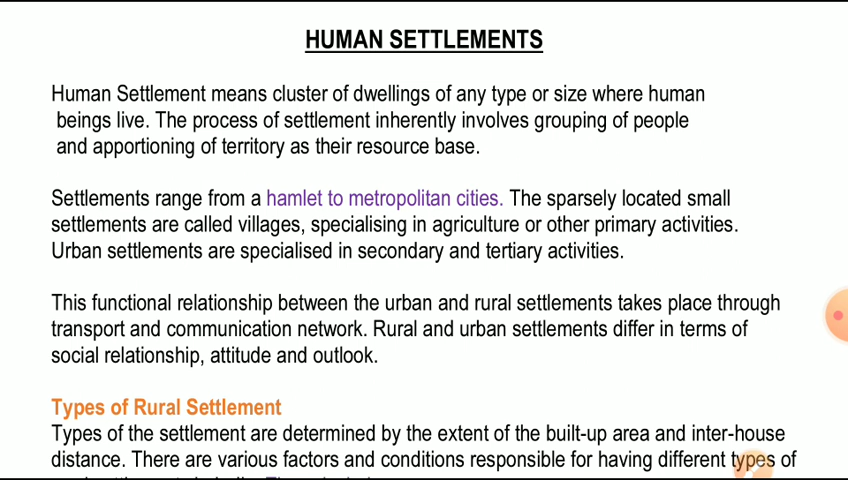 HUMAN SETTLEMENTS
Human Settlement means cluster of dwellings of any type or size where human
beings live. The process of settlement inherently involves grouping of people
and apportioning of territory as their resource base.
Settlements range from a hamlet to metropolitan cities. The sparsely located small
settlements are called villages, specialising in agriculture or other primary activities.
Urban settlements are specialised in secondary and tertiary activities.
This functional relationship between the urban and rural settlements takes place through
transport and communication network. Rural and urban settlements differ in terms of
social relationship, attitude and outlook.
Types of Rural Settlement
Types of the settlement are determined by the extent of the built-up area and inter-house
distance. There are various factors and conditions responsible for having different types of